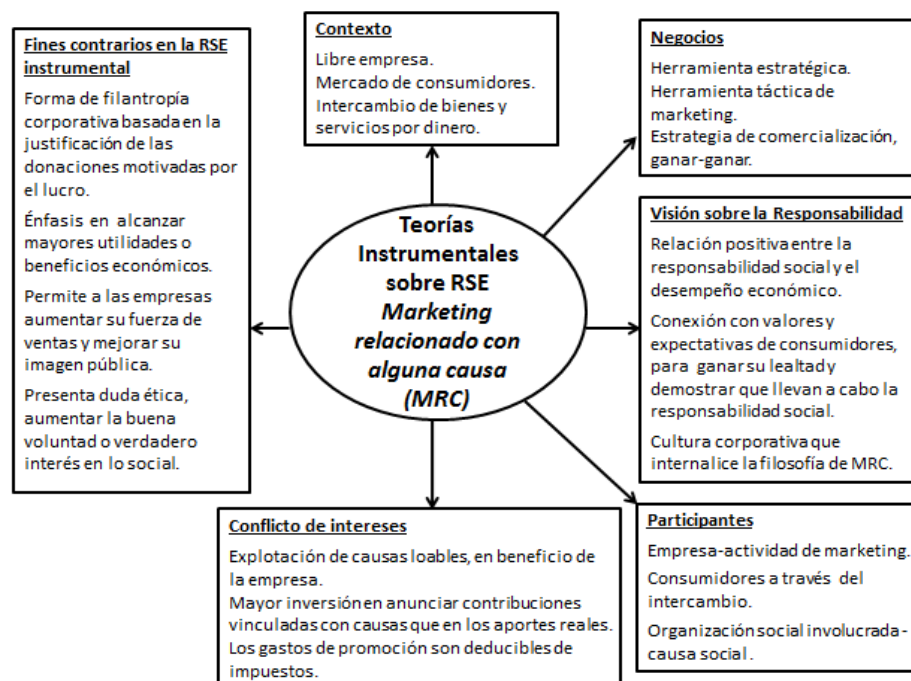 Fines contrarios en la RSE
instrumental
Forma de filantropía
corporativa basada en la
justificación de las
donaciones motivadas por
el lucro.
Énfasis en alcanzar
mayores utilidades o
beneficios económicos.
Permite a las empresas
aumentar su fuerza de
ventas y mejorar su
imagen pública.
Presenta duda ética,
aumentar la buena
voluntad o verdadero
interés en lo social.
Contexto
Libre empresa.
Mercado de consumidores.
Intercambio de bienes y
servicios por dinero.
Negocios
Herramienta estratégica.
Herramienta táctica de
marketing.
Estrategia de comercialización,
ganar-ganar.
Teorías
Instrumentales
sobre RSE
Marketing
relacionado con
alguna causa
(MRC)
Visión sobre la Responsabilidad
Relación positiva entre la
responsabilidad social y el
desempeño económico.
Conexión con valores y
expectativas de consumidores,
para ganar su lealtad y
demostrar que llevan a cabo la
responsabilidad social.
Cultura corporativa que
internalice la filosofía de MRC.
Conflicto de intereses
Explotación de causas loables, en beneficio de
la empresa.
Mayor inversión en anunciar contribuciones
vinculadas con causas que en los aportes reales.
Los gastos de promoción son deducibles de
impuestos.
Participantes
Empresa-actividad de marketing.
Consumidores a través del
intercambio.
Organización social involucrada-
causa social.